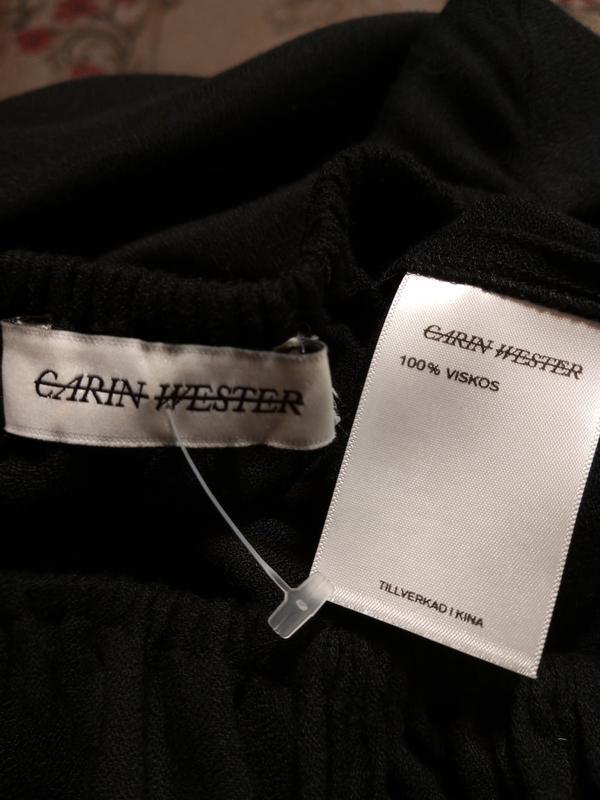 CARIN WESTER
CARIN WESTER
100% VISKOS
TILLVERKAD I KINA